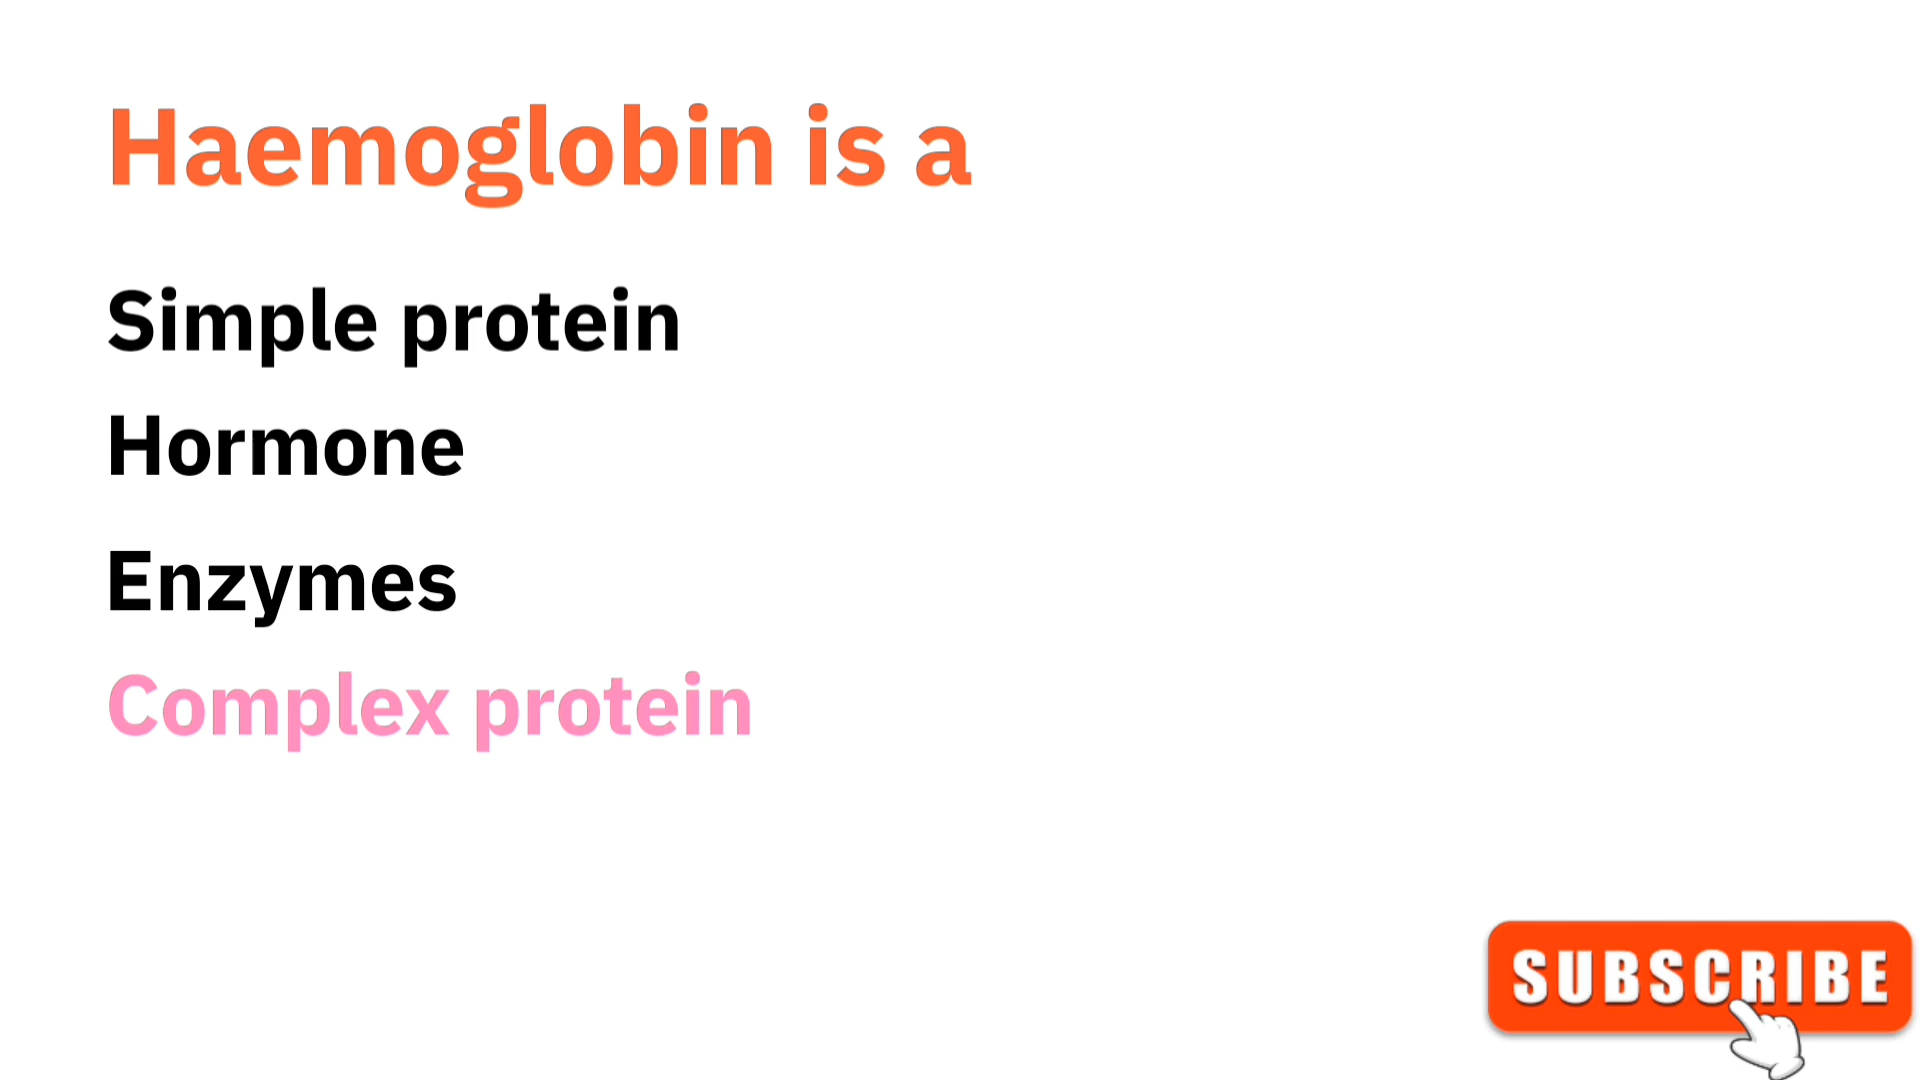 Haemoglobin is a
Simple protein
Hormone
Enzymes
Complex protein
SUBSCRIBE